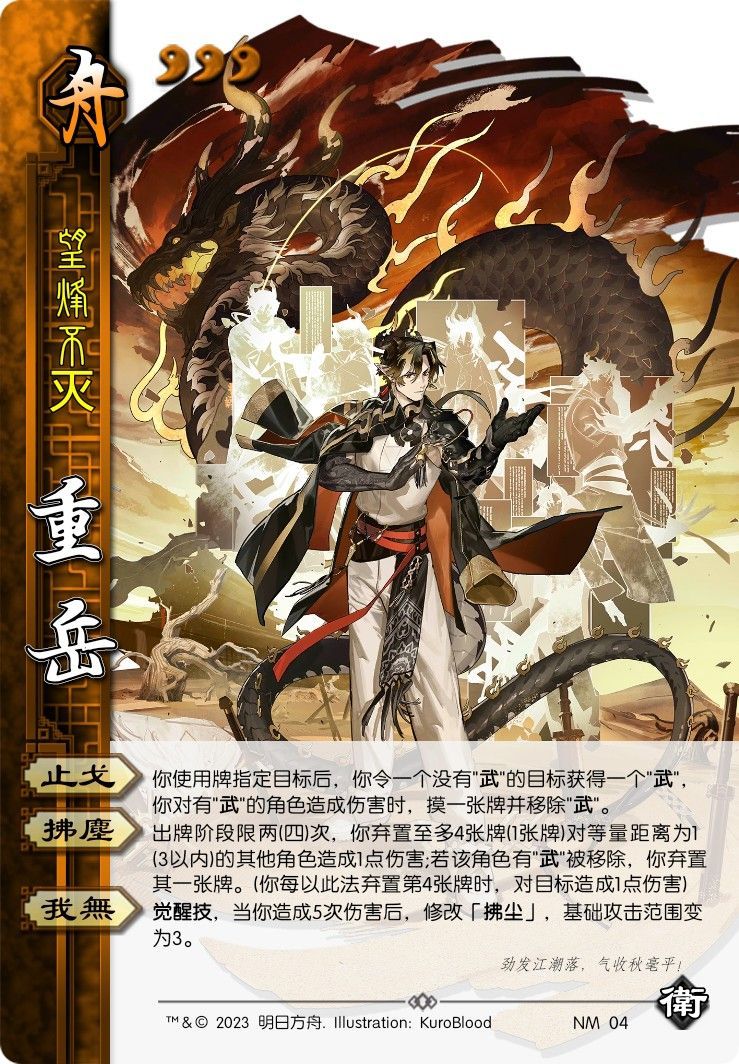 舟
望烽不灭
重岳
止戈
你使用牌指定目标后，你令一个没有"武"的目标获得一个"武"，
你对有"武"的角色造成伤害时，摸一张牌并移除"武"。
拂塵
出牌阶段限两(四)次，你弃置至多4张牌(1张牌)对等量距离为1
(3以内)的其他角色造成1点伤害;若该角色有"武"被移除，你弃置
其一张牌。(你每以此法弃置第4张牌时，对目标造成1点伤害)
我無
觉醒技，当你造成5次伤害后，修改「拂尘」，基础攻击范围变
为3。
劲发江潮落，气收秋毫平！
™&© 2023 明日方舟. Illustration: KuroBlood
NM 04
衛